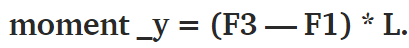 moment _y = (F3 — F1) * L.